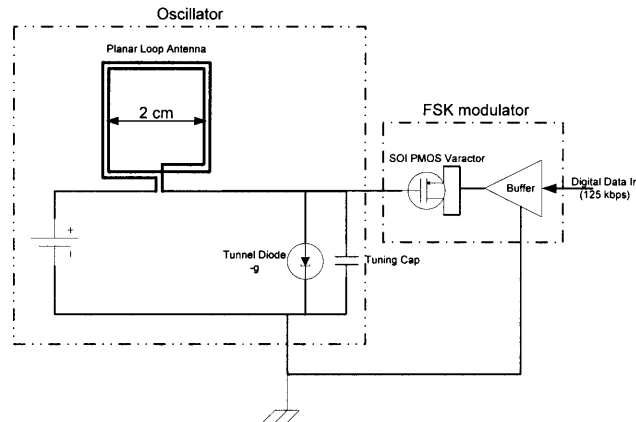 Oscillator
Planar Loop Antenna
2 cm
FSK modulator
SOI PMOS Varactor
Buffer
Digital Data In
(125 kbps)
+
-
Tunnel Diode
-g
Tuning Cap